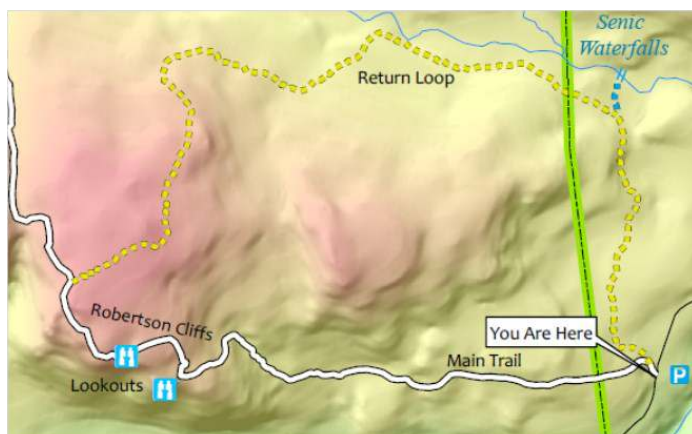 Senic
Waterfalls
Return Loop
Robertson Cliffs
You Are Here
Main Trail
Lookouts
P